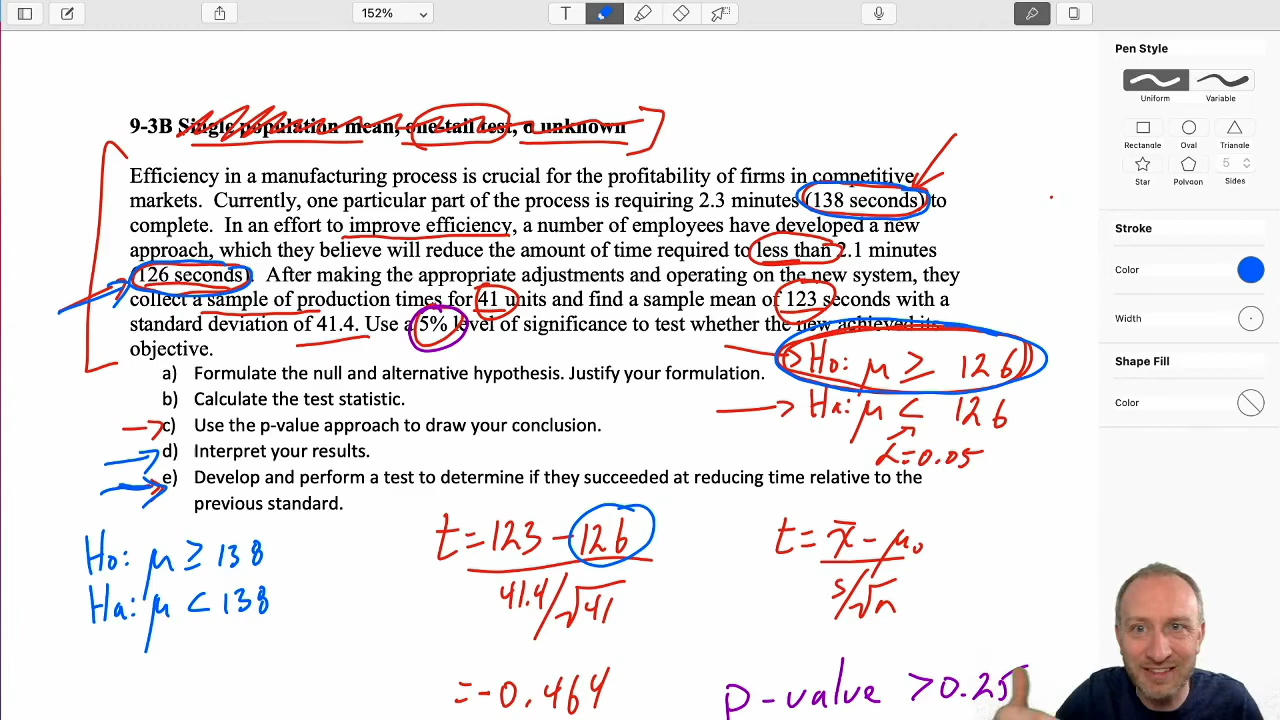 152%
T
9-3B Single population mean, one-tail test, σ unknown
Efficiency in a manufacturing process is crucial for the profitability of firms in competitive
markets. Currently, one particular part of the process is requiring 2.3 minutes (138 seconds) to
complete. In an effort to improve efficiency, a number of employees have developed a new
approach, which they believe will reduce the amount of time required to less than 2.1 minutes
(126 seconds). After making the appropriate adjustments and operating on the new system, they
collect a sample of production times for 41 units and find a sample mean of 123 seconds with a
standard deviation of 41.4. Use a 5% level of significance to test whether the new achieved its
objective.
a) Formulate the null and alternative hypothesis. Justify your formulation.
b) Calculate the test statistic.
c) Use the p-value approach to draw your conclusion.
d) Interpret your results.
e) Develop and perform a test to determine if they succeeded at reducing time relative to the
previous standard.
Ho: μ ≥ 126
Ha: μ < 126
α=0.05
Ho: μ ≥ 138
Ha: μ < 138
t = 123 - 126
41.4/√41
= -0.464
t = x̄ - μ₀
s/√n
p-value > 0.25
Pen Style
Uniform
Variable
Rectangle
Oval
Triangle
Star
Polygon
5
Sides
Stroke
Color
Width
Shape Fill
Color